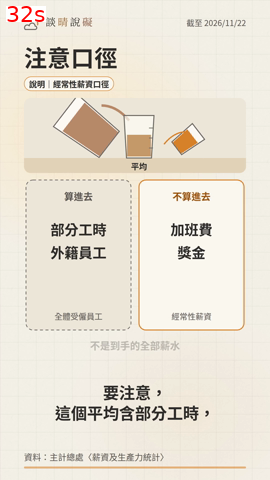 32s
談晴說礙
截至 2026/11/22
注意口徑
說明｜經常性薪資口徑
平均
算進去
部分工時
外籍員工
全體受僱員工
不算進去
加班費
獎金
經常性薪資
不是到手的全部薪水
要注意，
這個平均含部分工時，
資料：主計總處〈薪資及生產力統計〉